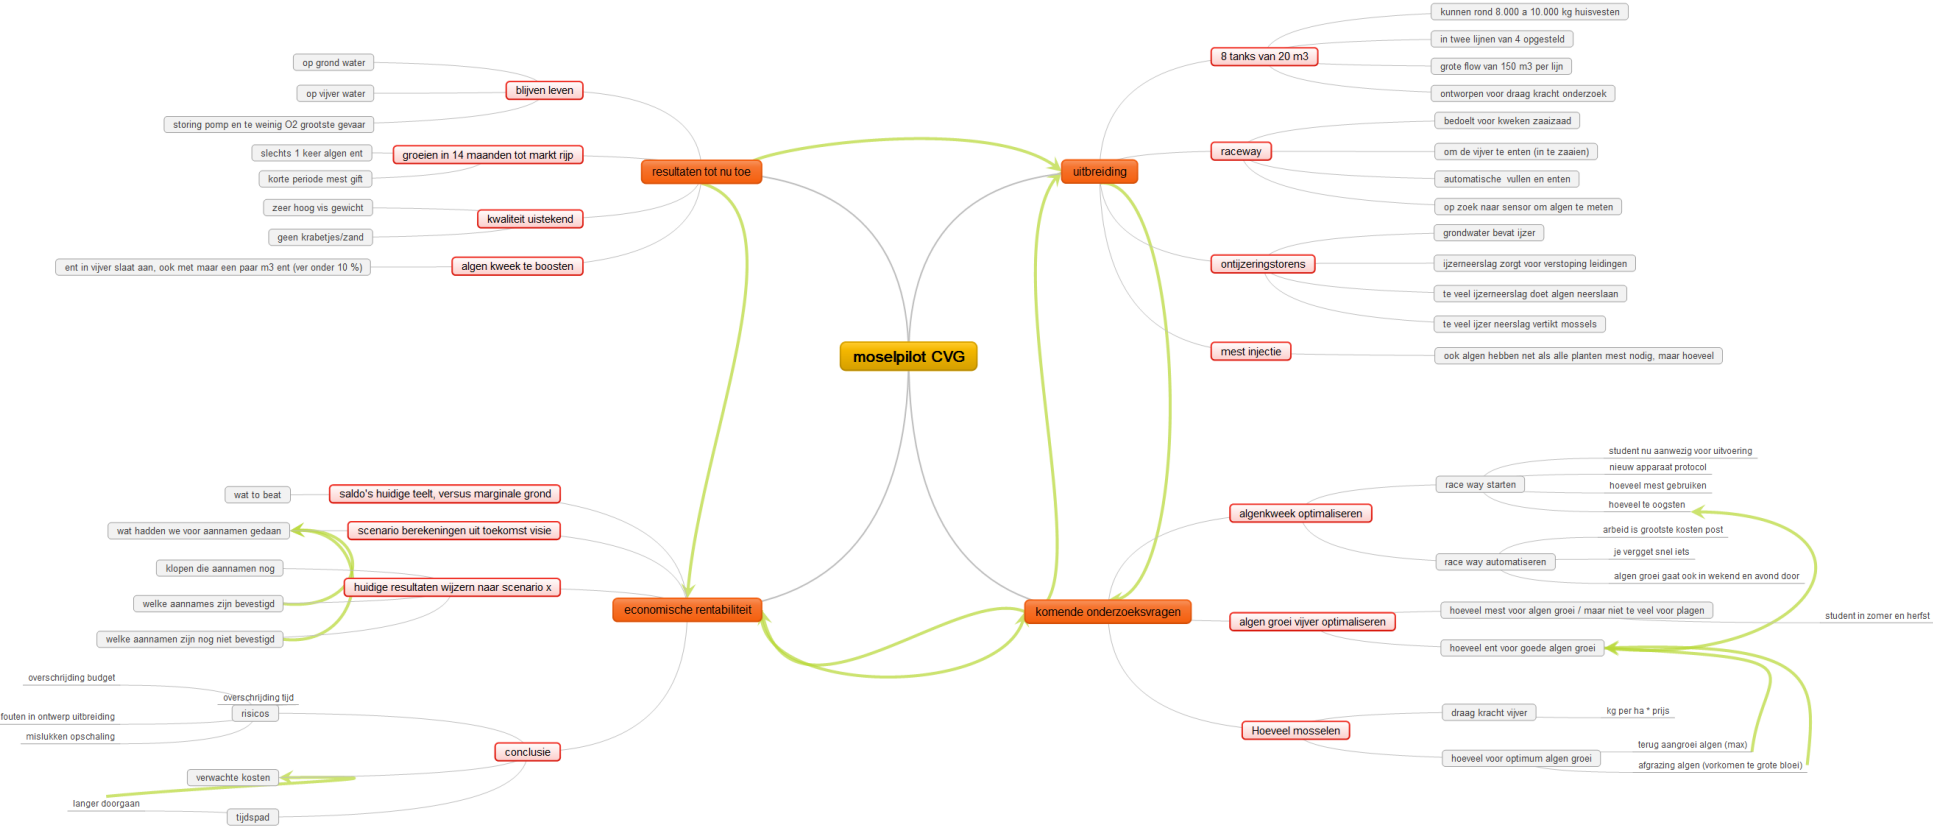 moselpilot CVG
resultaten tot nu toe
blijven leven
op grond water
op vijver water
storing pomp en te weinig O2 grootste gevaar
groeien in 14 maanden tot markt rijp
slechts 1 keer algen ent
korte periode mest gift
kwaliteit uistekend
zeer hoog vis gewicht
geen krabetjes/zand
algen kweek te boosten
ent in vijver slaat aan, ook met maar een paar m3 ent (ver onder 10 %)
uitbreiding
8 tanks van 20 m3
kunnen rond 8.000 a 10.000 kg huisvesten
in twee lijnen van 4 opgesteld
grote flow van 150 m3 per lijn
ontworpen voor draag kracht onderzoek
raceway
bedoelt voor kweken zaaizaad
om de vijver te enten (in te zaaien)
automatische vullen en enten
op zoek naar sensor om algen te meten
ontijzeringstorens
grondwater bevat ijzer
ijzerneerslag zorgt voor verstoping leidingen
te veel ijzerneerslag doet algen neerslaan
te veel ijzer neerslag vertikt mossels
mest injectie
ook algen hebben net als alle planten mest nodig, maar hoeveel
economische rentabiliteit
saldo's huidige teelt, versus marginale grond
wat to beat
scenario berekeningen uit toekomst visie
wat hadden we voor aannamen gedaan
huidige resultaten wijzern naar scenario x
klopen die aannamen nog
welke aannames zijn bevestigd
welke aannamen zijn nog niet bevestigd
conclusie
risicos
overschrijding budget
overschrijding tijd
fouten in ontwerp uitbreiding
mislukken opschaling
verwachte kosten
tijdspad
langer doorgaan
komende onderzoeksvragen
algenkweek optimaliseren
race way starten
student nu aanwezig voor uitvoering
nieuw apparaat protocol
hoeveel mest gebruiken
hoeveel te oogsten
race way automatiseren
arbeid is grootste kosten post
je vergget snel iets
algen groei gaat ook in wekend en avond door
algen groei vijver optimaliseren
hoeveel mest voor algen groei / maar niet te veel voor plagen
student in zomer en herfst
hoeveel ent voor goede algen groei
Hoeveel mosselen
draag kracht vijver
kg per ha * prijs
hoeveel voor optimum algen groei
terug aangroei algen (max)
afgrazing algen (vorkomen te grote bloei)